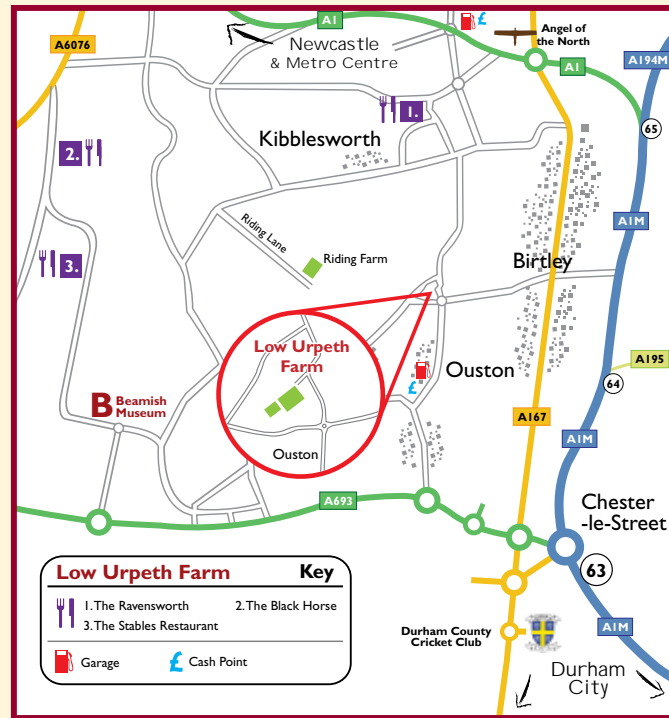 A1
A6076
Newcastle
& Metro Centre
£
Angel of
the North
A1
A194M
65
1.
Kibblesworth
2.
A1M
Riding Lane
Riding Farm
Birtley
3.
Low Urpeth
Farm
Ouston
£
A195
64
B Beamish
Museum
A167
Ouston
A1M
A693
Chester
-le-Street
63
Low Urpeth Farm Key
1.The Ravensworth 2.The Black Horse
3.The Stables Restaurant
Garage £ Cash Point
Durham County
Cricket Club
A1M
Durham
City